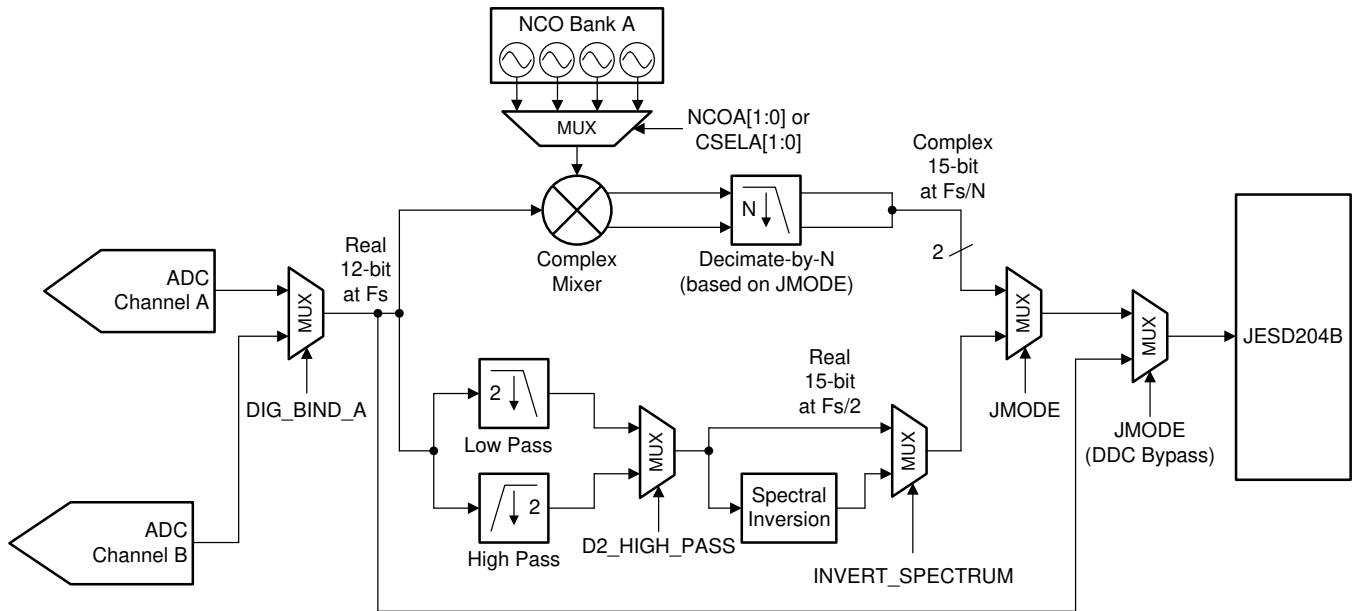 NCO Bank A
MUX
NCOA[1:0] or
CSELA[1:0]
Complex
15-bit
at Fs/N
N
Complex
Mixer
Decimate-by-N
(based on JMODE)
2
Real
12-bit
at Fs
ADC
Channel A
MUX
DIG_BIND_A
ADC
Channel B
2
Low Pass
2
High Pass
MUX
D2_HIGH_PASS
Real
15-bit
at Fs/2
Spectral
Inversion
MUX
INVERT_SPECTRUM
MUX
JMODE
MUX
JMODE
(DDC Bypass)
JESD204B